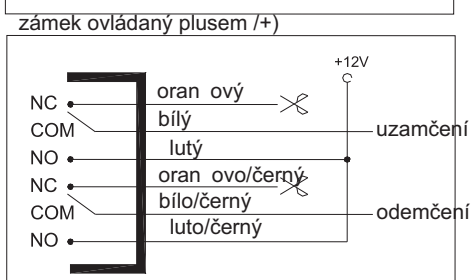 zámek ovládaný plusem /+)
+12V
NC oran ový
COM bílý uzamčení
NO lutý
NC oran ovo/černý
COM bílo/černý odemčení
NO luto/černý